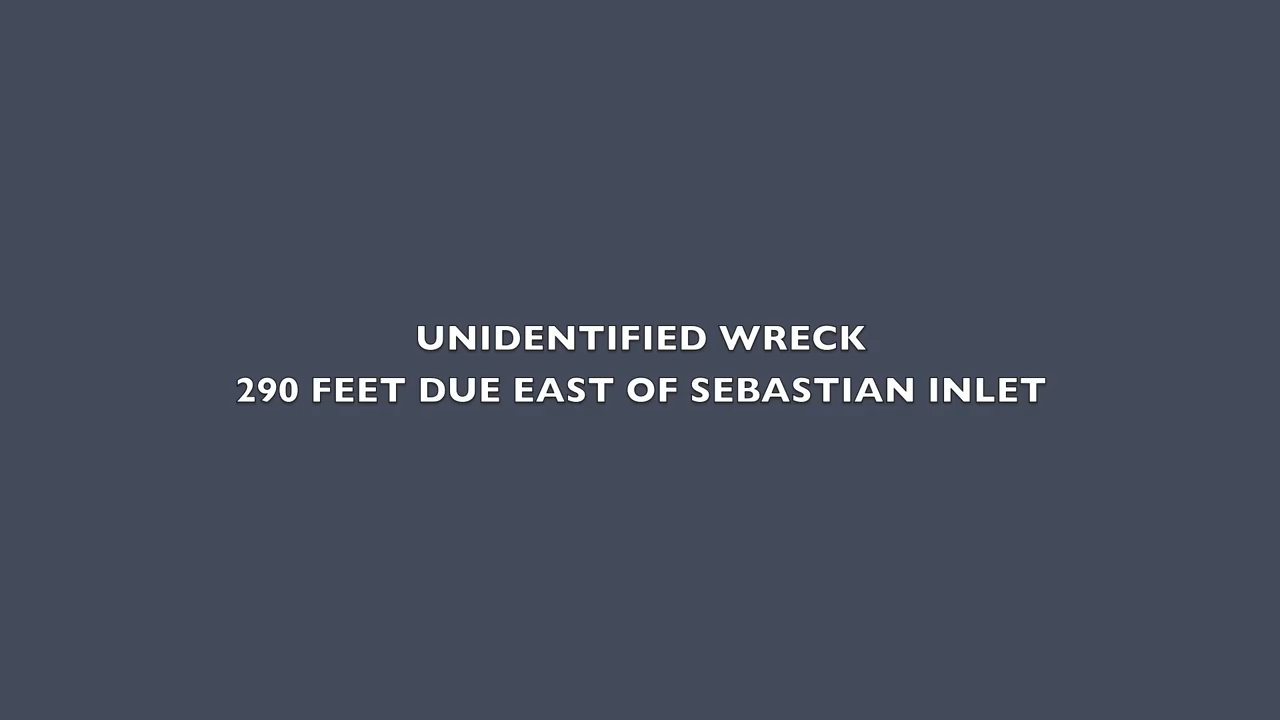 UNIDENTIFIED WRECK
290 FEET DUE EAST OF SEBASTIAN INLET